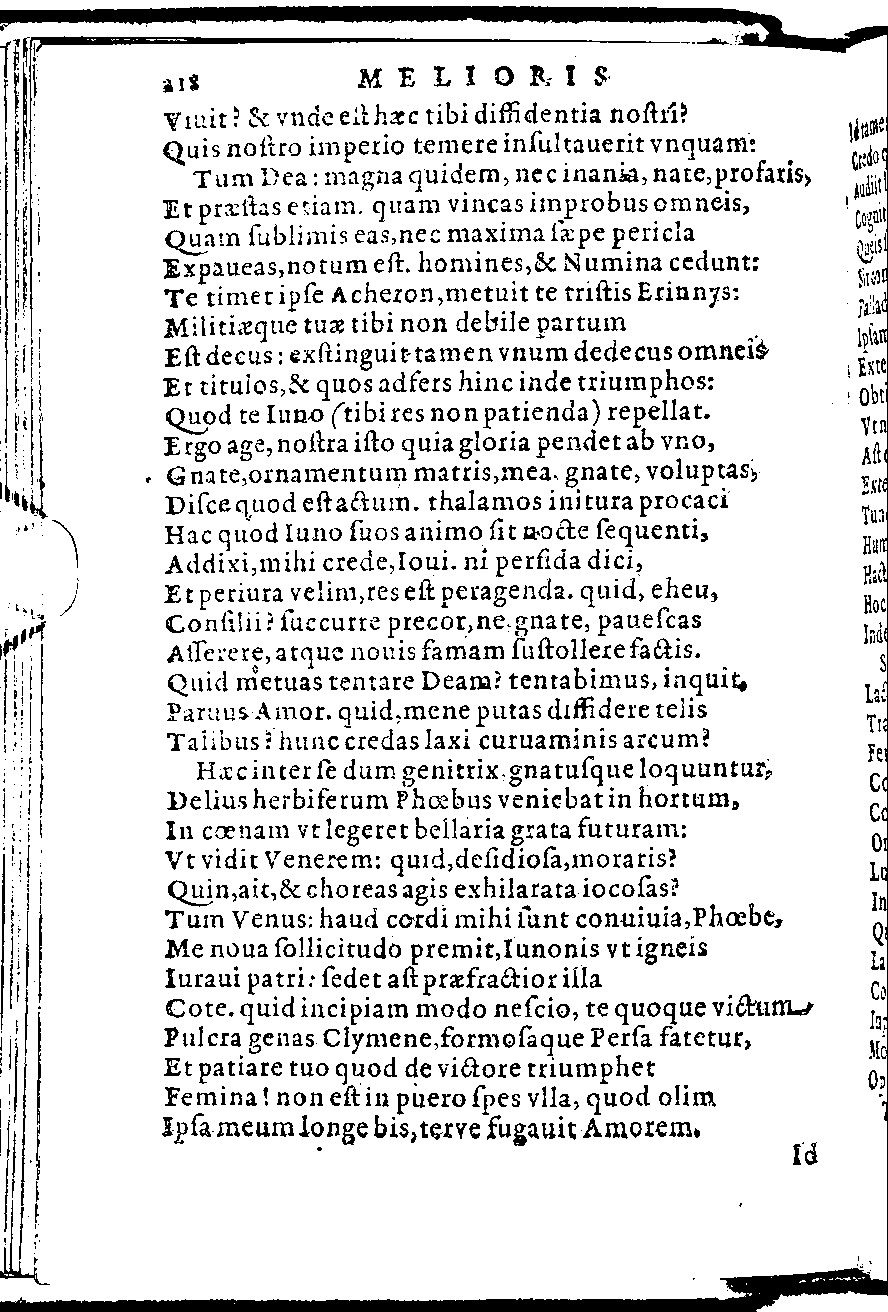 218 MELIORIS
Viuit? & vnde est hæc tibi diffidentia nostri?
Quis nostro imperio temere insultauerit vnquam:
Tum Dea: magna quidem, nec inania, nate, profaris,
Et præstas etiam. quam vincas improbus omneis,
Quam sublimis eas, nec maxima sæpe pericla
Expaueas, notum est. homines, & Numina cedunt:
Te timet ipse Acheron, metuit te tristis Erinnys:
Militiæque tuæ tibi non debile partum
Est decus: exstinguit tamen vnum dedecus omneis
Et titulos, & quos adfers hinc inde triumphos:
Quod te Iuno (tibi res non patienda) repellat.
Ergo age, nostra isto quia gloria pendet ab vno,
Gnate, ornamentum matris, mea. gnate, voluptas,
Disce quod est actum. thalamos initura procaci
Hac quod Iuno suos animo sit nocte sequenti,
Addixi, mihi crede, Ioui. ni perfida dici,
Et periura velim, res est peragenda. quid, eheu,
Consilii? succurre precor, ne gnate, pauescas
Asserere, atque nouis famam sustollere factis.
Quid metuas tentare Deam? tentabimus, inquit,
Paruus Amor. quid, mene putas diffidere telis
Talibus? hunc credas laxi curuaminis arcum?
Hæc inter se dum genitrix gnatusque loquuntur,
Delius herbiferum Phœbus veniebat in hortum,
In cœnam vt legeret bellaria grata futuram:
Vt vidit Venerem: quid, desidiosa, moraris?
Quin, ait, & choreas agis exhilarata iocosas?
Tum Venus: haud cordi mihi sunt conuiuia, Phœbe,
Me noua sollicitudo premit, Iunonis vt igneis
Iuraui patri: sedet ast præfractior illa
Cote. quid incipiam modo nescio, te quoque victum
Pulcra genas Clymene, formosaque Persa fatetur,
Et patiare tuo quod de victore triumphet
Femina! non est in puero spes vlla, quod olim
Ipsa meum longe bis, terve fugauit Amorem.
Id